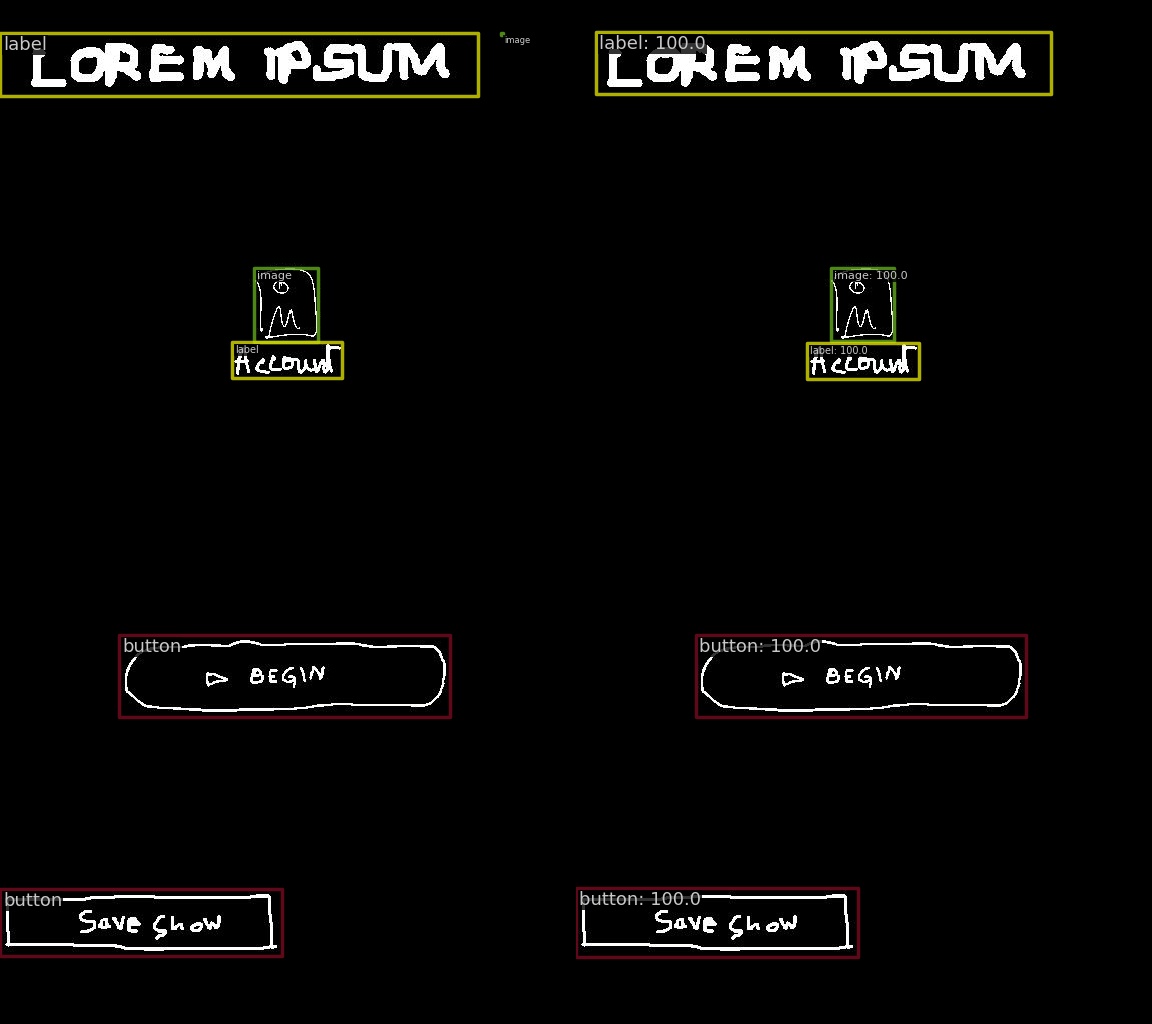 label
LOREM IPSUM
image
label: 100.0
LOREM IPSUM
image
M
image: 100.0
M
label
Account
label: 100.0
Account
button
▷ BEGIN
button: 100.0
▷ BEGIN
button
Save Show
button: 100.0
Save Show